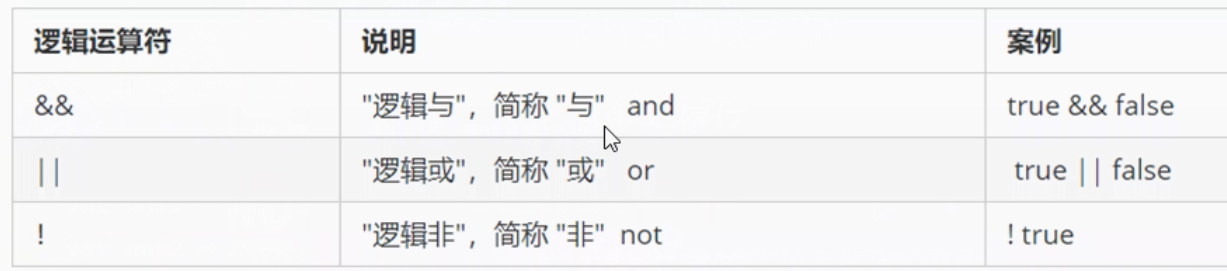 逻辑运算符 说明 案例
&& "逻辑与"，简称 "与" and true && false
|| "逻辑或"，简称 "或" or true || false
! "逻辑非"，简称 "非" not ! true